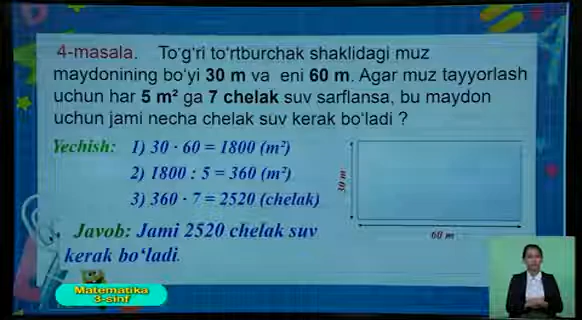 4-masala. To'g'ri to'rtburchak shaklidagi muz
maydonining bo'yi 30 m va eni 60 m. Agar muz tayyorlash
uchun har 5 m² ga 7 chelak suv sarflansa, bu maydon
uchun jami necha chelak suv kerak bo'ladi ?
Yechish: 1) 30 · 60 = 1800 (m²)
2) 1800 : 5 = 360 (m²)
3) 360 · 7 = 2520 (chelak)
30 m
60 m
Javob: Jami 2520 chelak suv
kerak bo'ladi.
Matematika
3-sinf